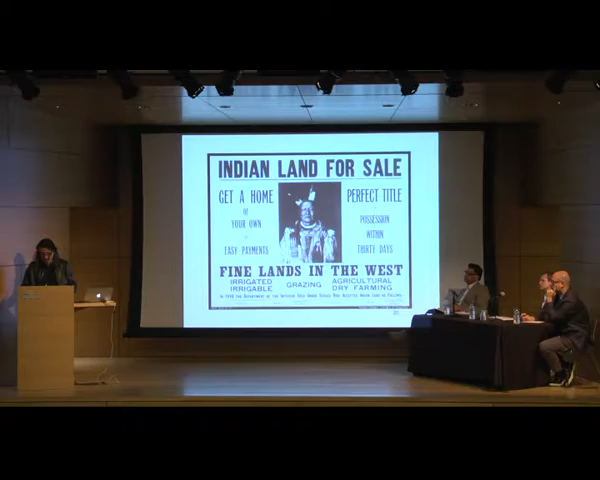 INDIAN LAND FOR SALE
GET A HOME
OF
YOUR OWN
EASY PAYMENTS
PERFECT TITLE
POSSESSION
WITHIN
THIRTY DAYS
FINE LANDS IN THE WEST
IRRIGATED
IRRIGABLE
GRAZING
AGRICULTURAL
DRY FARMING